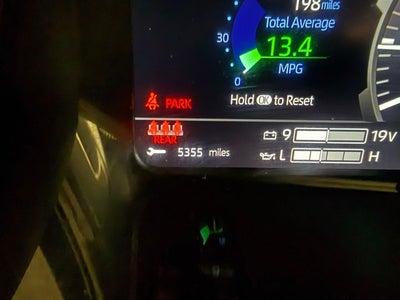 198 miles
Total Average
30
13.4
0
MPG
PARK
Hold OK to Reset
REAR
9 19V
5355 miles
L H